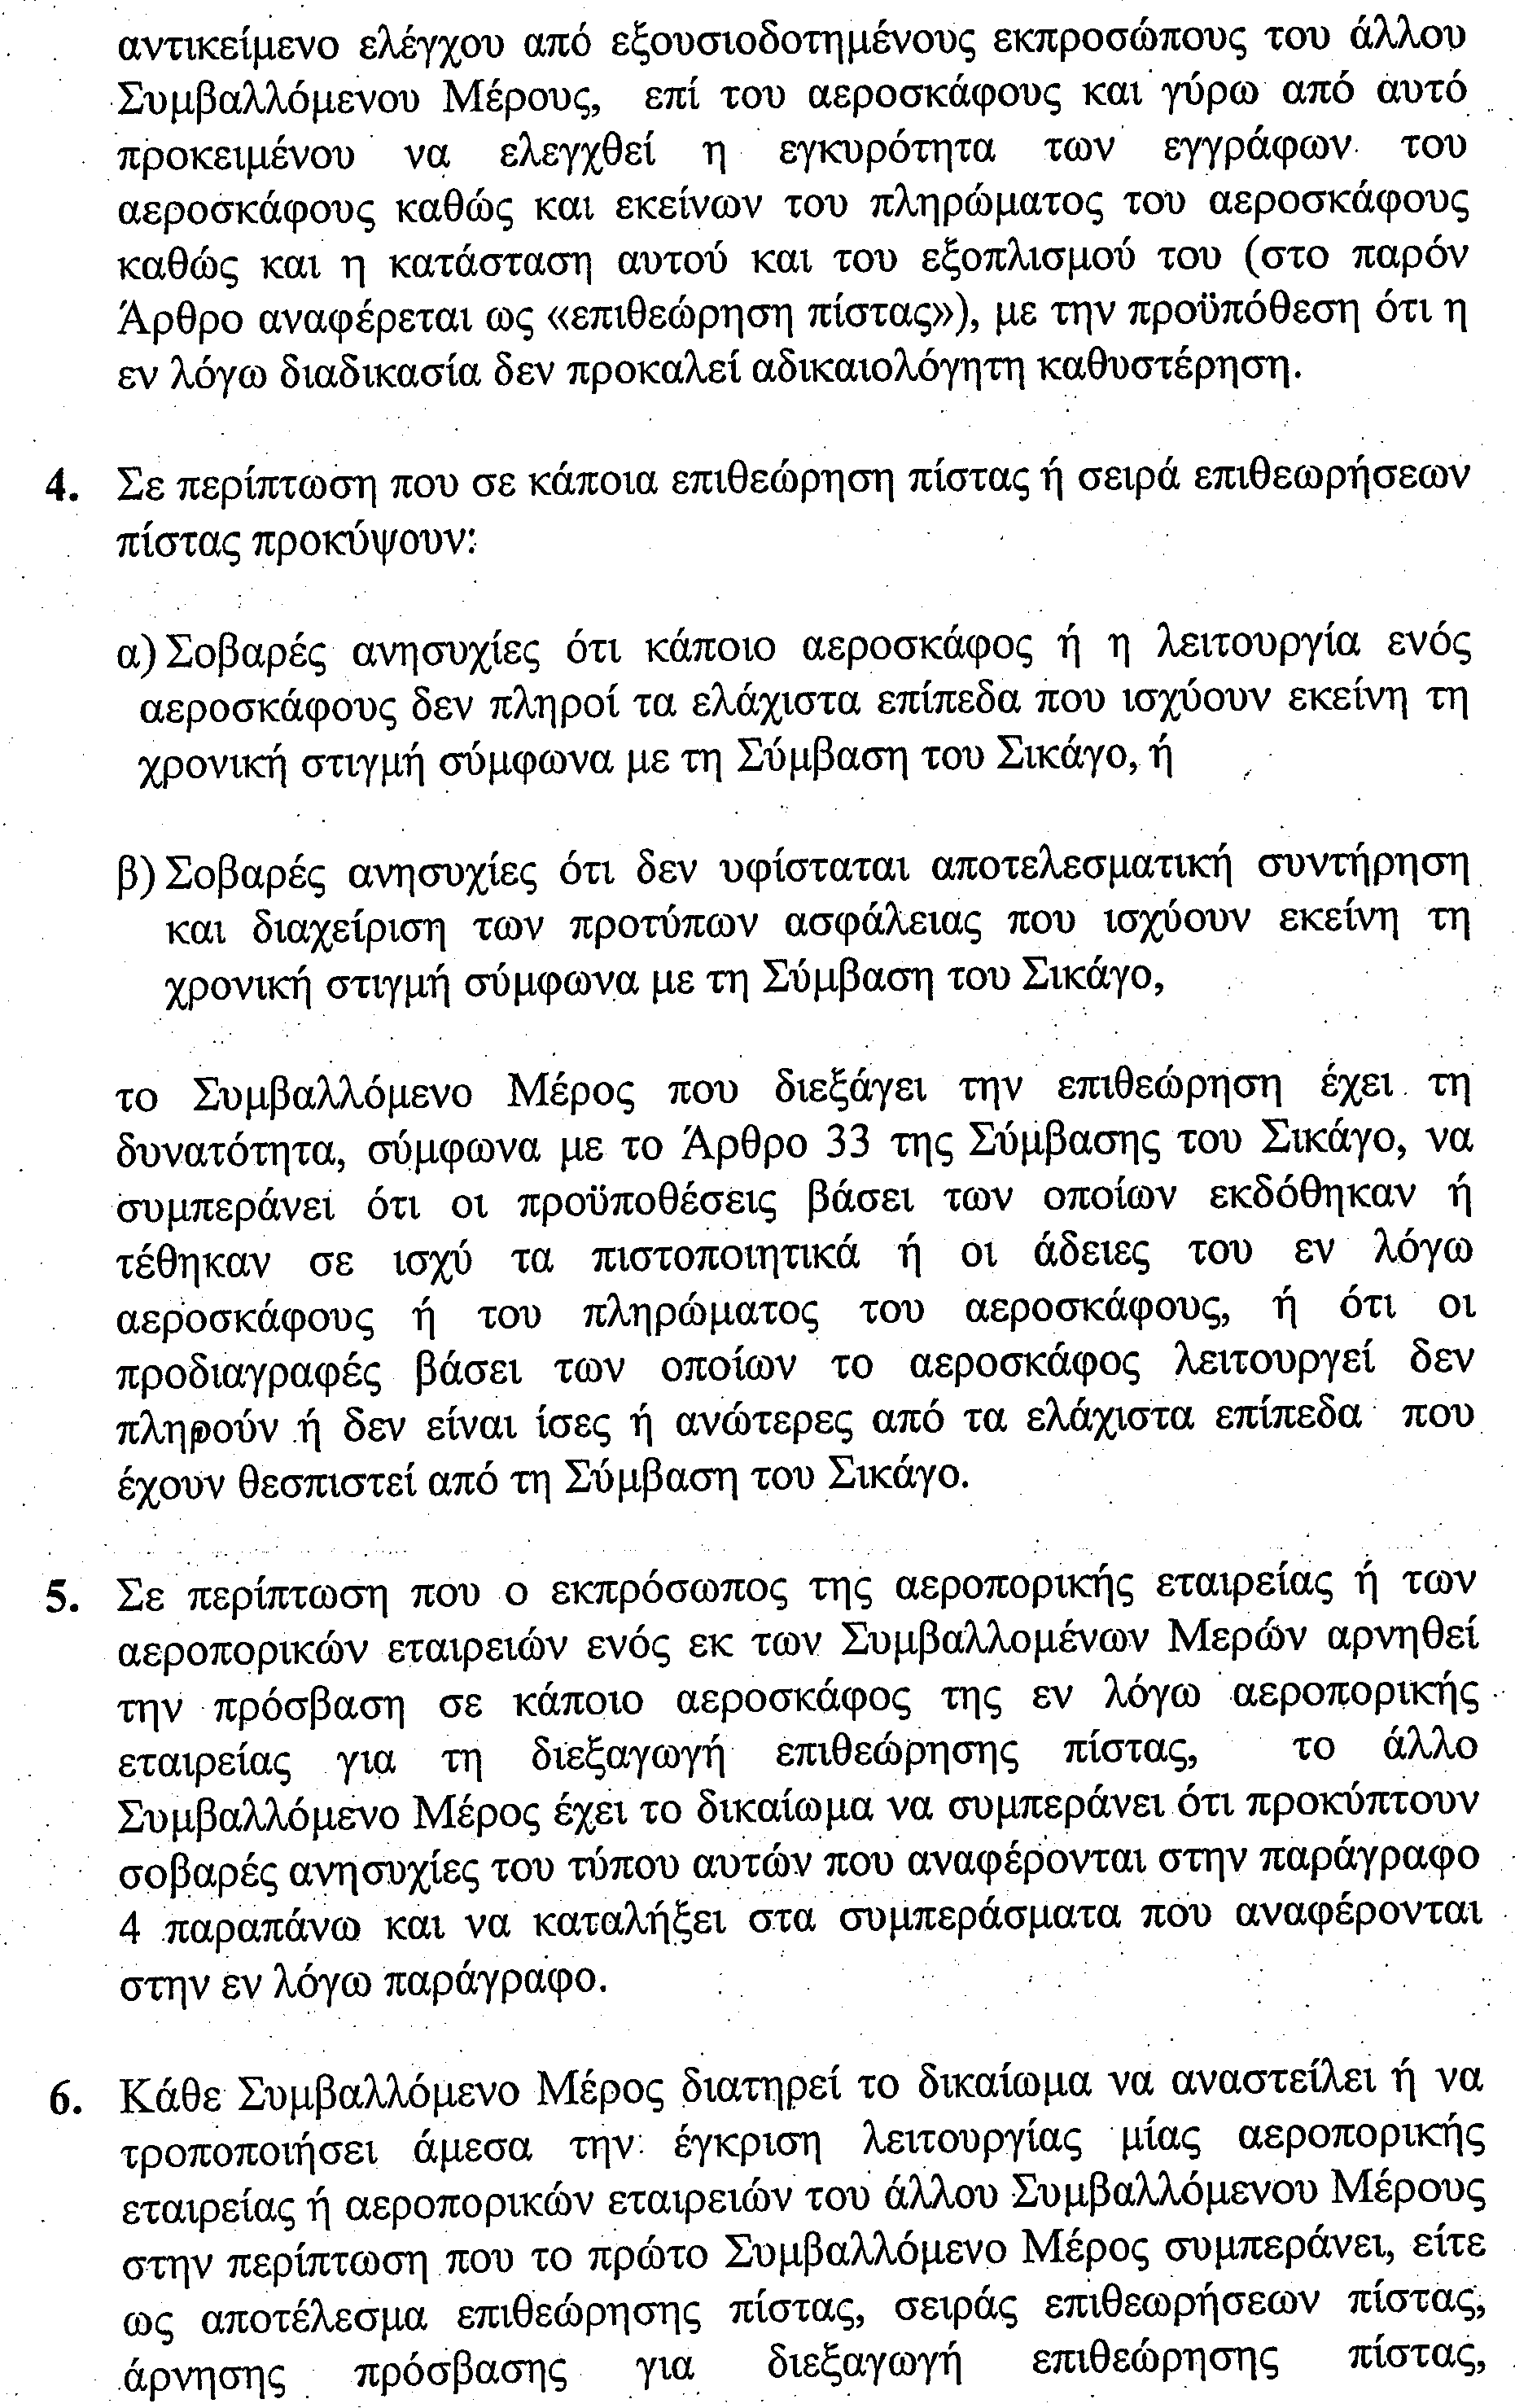 αντικείμενο ελέγχου από εξουσιοδοτημένους εκπροσώπους του άλλου
Συμβαλλόμενου Μέρους, επί του αεροσκάφους και γύρω από αυτό
προκειμένου να ελεγχθεί η εγκυρότητα των εγγράφων του
αεροσκάφους καθώς και εκείνων του πληρώματος του αεροσκάφους
καθώς και η κατάσταση αυτού και του εξοπλισμού του (στο παρόν
Άρθρο αναφέρεται ως «επιθεώρηση πίστας»), με την προϋπόθεση ότι η
εν λόγω διαδικασία δεν προκαλεί αδικαιολόγητη καθυστέρηση.
4. Σε περίπτωση που σε κάποια επιθεώρηση πίστας ή σειρά επιθεωρήσεων
πίστας προκύψουν:
α) Σοβαρές ανησυχίες ότι κάποιο αεροσκάφος ή η λειτουργία ενός
αεροσκάφους δεν πληροί τα ελάχιστα επίπεδα που ισχύουν εκείνη τη
χρονική στιγμή σύμφωνα με τη Σύμβαση του Σικάγο, ή
β) Σοβαρές ανησυχίες ότι δεν υφίσταται αποτελεσματική συντήρηση
και διαχείριση των προτύπων ασφάλειας που ισχύουν εκείνη τη
χρονική στιγμή σύμφωνα με τη Σύμβαση του Σικάγο,
το Συμβαλλόμενο Μέρος που διεξάγει την επιθεώρηση έχει τη
δυνατότητα, σύμφωνα με το Άρθρο 33 της Σύμβασης του Σικάγο, να
συμπεράνει ότι οι προϋποθέσεις βάσει των οποίων εκδόθηκαν ή
τέθηκαν σε ισχύ τα πιστοποιητικά ή οι άδειες του εν λόγω
αεροσκάφους ή του πληρώματος του αεροσκάφους, ή ότι οι
προδιαγραφές βάσει των οποίων το αεροσκάφος λειτουργεί δεν
πληρούν ή δεν είναι ίσες ή ανώτερες από τα ελάχιστα επίπεδα που
έχουν θεσπιστεί από τη Σύμβαση του Σικάγο.
5. Σε περίπτωση που ο εκπρόσωπος της αεροπορικής εταιρείας ή των
αεροπορικών εταιρειών ενός εκ των Συμβαλλομένων Μερών αρνηθεί
την πρόσβαση σε κάποιο αεροσκάφος της εν λόγω αεροπορικής
εταιρείας για τη διεξαγωγή επιθεώρησης πίστας, το άλλο
Συμβαλλόμενο Μέρος έχει το δικαίωμα να συμπεράνει ότι προκύπτουν
σοβαρές ανησυχίες του τύπου αυτών που αναφέρονται στην παράγραφο
4 παραπάνω και να καταλήξει στα συμπεράσματα που αναφέρονται
στην εν λόγω παράγραφο.
6. Κάθε Συμβαλλόμενο Μέρος διατηρεί το δικαίωμα να αναστείλει ή να
τροποποιήσει άμεσα την έγκριση λειτουργίας μίας αεροπορικής
εταιρείας ή αεροπορικών εταιρειών του άλλου Συμβαλλόμενου Μέρους
στην περίπτωση που το πρώτο Συμβαλλόμενο Μέρος συμπεράνει, είτε
ως αποτέλεσμα επιθεώρησης πίστας, σειράς επιθεωρήσεων πίστας,
άρνησης πρόσβασης για διεξαγωγή επιθεώρησης πίστας,